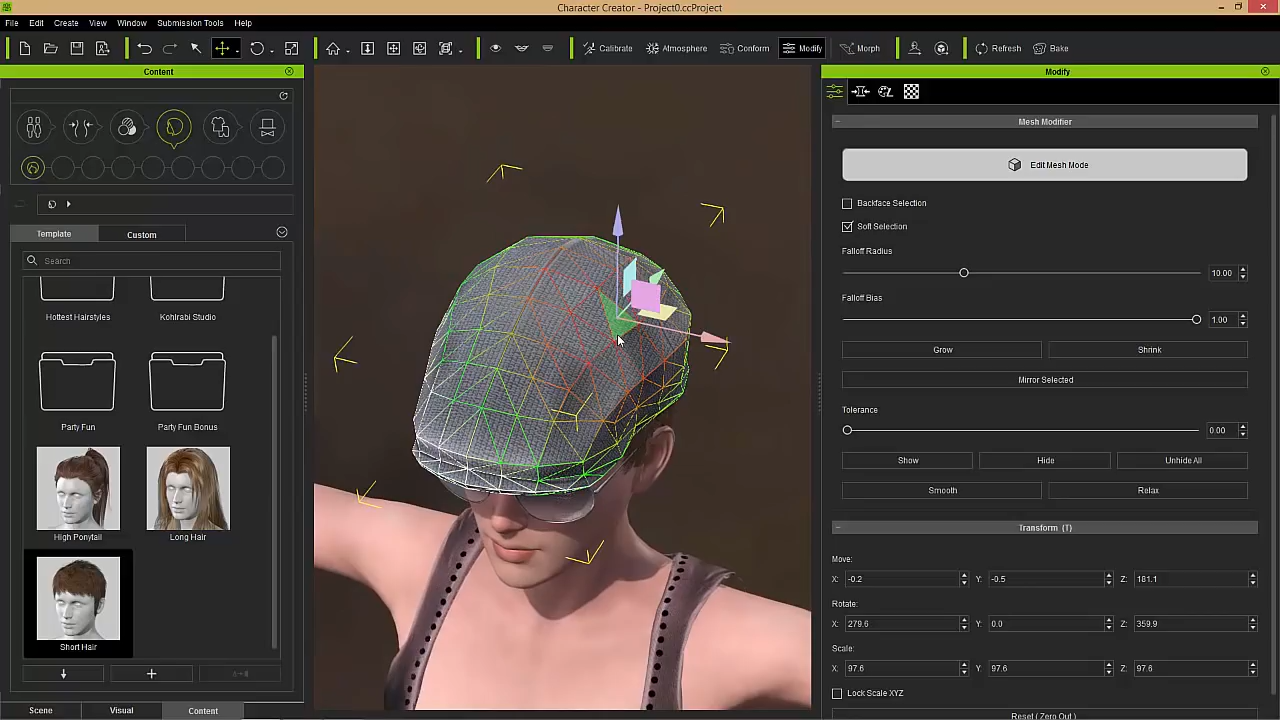 Character Creator - Project0.ccProject
File Edit Create View Window Submission Tools Help
Calibrate Atmosphere Conform Modify Morph Refresh Bake
Content
Modify
Mesh Modifier
Edit Mesh Mode
Backface Selection
Template Custom
Soft Selection
Search
Falloff Radius
10.00
Falloff Bias
Hottest Hairstyles Kohlrabi Studio
1.00
Grow Shrink
Mirror Selected
Tolerance
Party Fun Party Fun Bonus
0.00
Show Hide Unhide All
Smooth Relax
Transform (T)
High Ponytail Long Hair
Move:
X: -0.2 Y: -0.5 Z: 181.1
Rotate:
X: 279.6 Y: 0.0 Z: 359.9
Short Hair
Scale:
X: 97.6 Y: 97.6 Z: 97.6
Lock Scale XYZ
Scene Visual Content
Reset ( Zero Out )